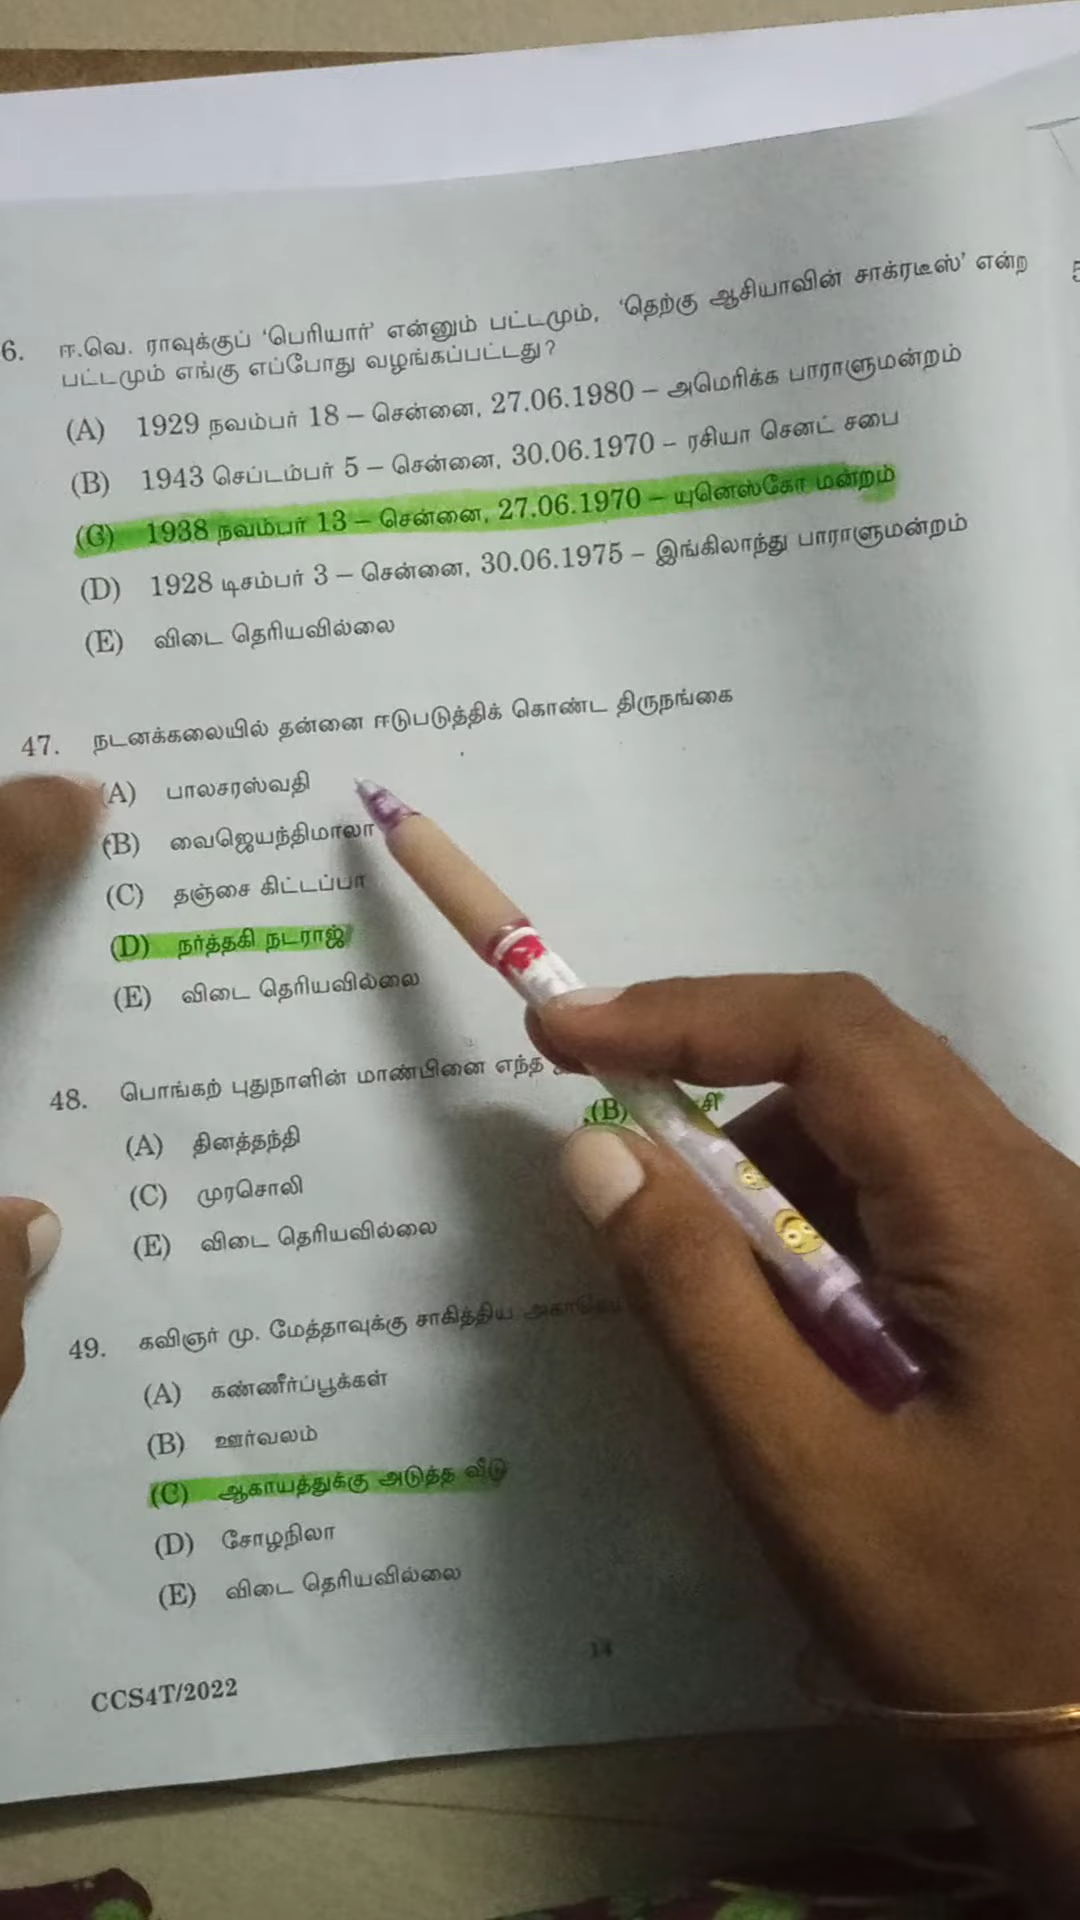 6. ஈ.வெ. ராவுக்குப் 'பெரியார்' என்னும் பட்டமும், 'தெற்கு ஆசியாவின் சாக்ரடீஸ்' என்ற
பட்டமும் எங்கு எப்போது வழங்கப்பட்டது?
(A) 1929 நவம்பர் 18 – சென்னை, 27.06.1980 – அமெரிக்க பாராளுமன்றம்
(B) 1943 செப்டம்பர் 5 – சென்னை, 30.06.1970 – ரசியா செனட் சபை
(C) 1938 நவம்பர் 13 – சென்னை, 27.06.1970 – யுனெஸ்கோ மன்றம்
(D) 1928 டிசம்பர் 3 – சென்னை, 30.06.1975 – இங்கிலாந்து பாராளுமன்றம்
(E) விடை தெரியவில்லை
47. நடனக்கலையில் தன்னை ஈடுபடுத்திக் கொண்ட திருநங்கை
(A) பாலசரஸ்வதி
(B) வைஜெயந்திமாலா
(C) தஞ்சை கிட்டப்பா
(D) நர்த்தகி நடராஜ்
(E) விடை தெரியவில்லை
48. பொங்கற் புதுநாளின் மாண்பினை எந்த
(A) தினத்தந்தி (B)
(C) முரசொலி
(E) விடை தெரியவில்லை
49. கவிஞர் மு. மேத்தாவுக்கு சாகித்திய
(A) கண்ணீர்ப்பூக்கள்
(B) ஊர்வலம்
(C) ஆகாயத்துக்கு அடுத்த வீடு
(D) சோழநிலா
(E) விடை தெரியவில்லை
14
CCS4T/2022